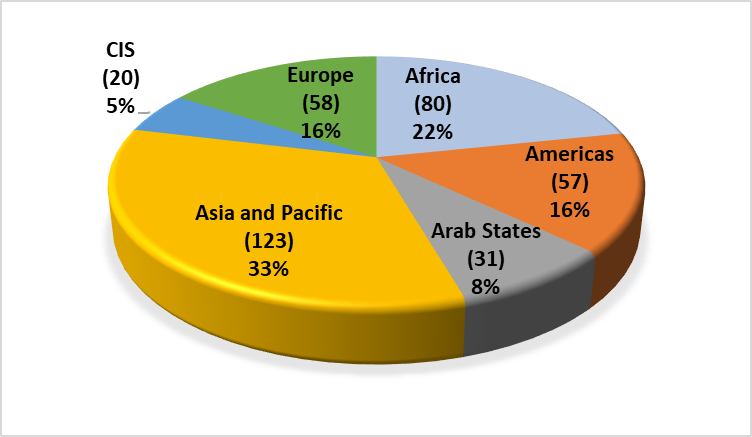 CIS
(20)
5%
Europe
(58)
16%
Africa
(80)
22%
Americas
(57)
16%
Arab States
(31)
8%
Asia and Pacific
(123)
33%